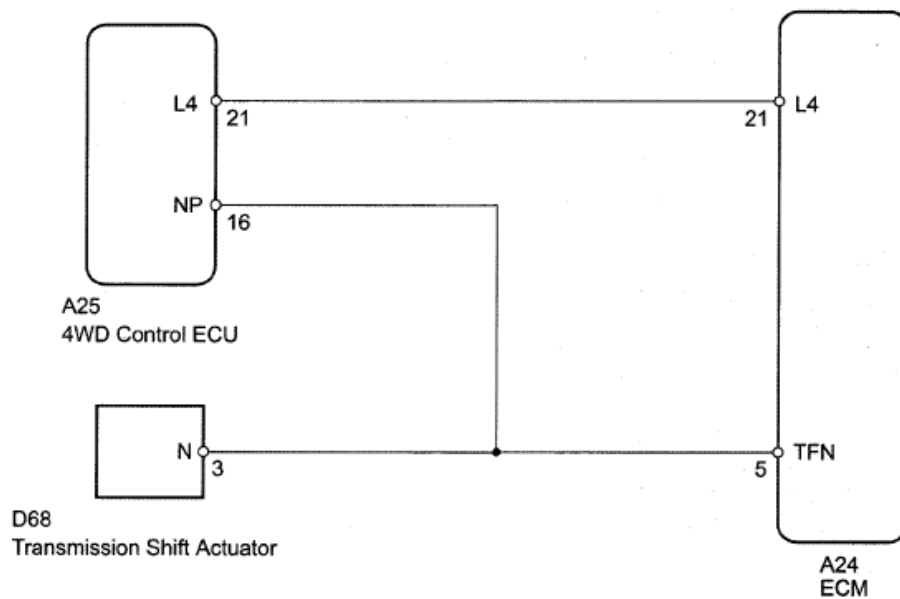 L4
21
21
L4
NP
16
A25
4WD Control ECU
N
3
5
TFN
D68
Transmission Shift Actuator
A24
ECM